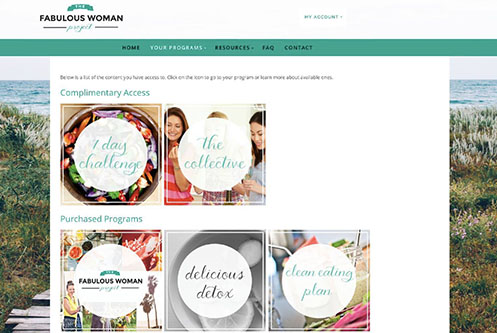 THE
FABULOUS WOMAN
project
MY ACCOUNT
HOME YOUR PROGRAMS RESOURCES FAQ CONTACT
Below is a list of the content you have access to. Click on the icon to go to your program or learn more about available ones.
Complimentary Access
7 day
challenge
the
collective
Purchased Programs
THE
FABULOUS WOMAN
project
delicious
detox
clean eating
plan